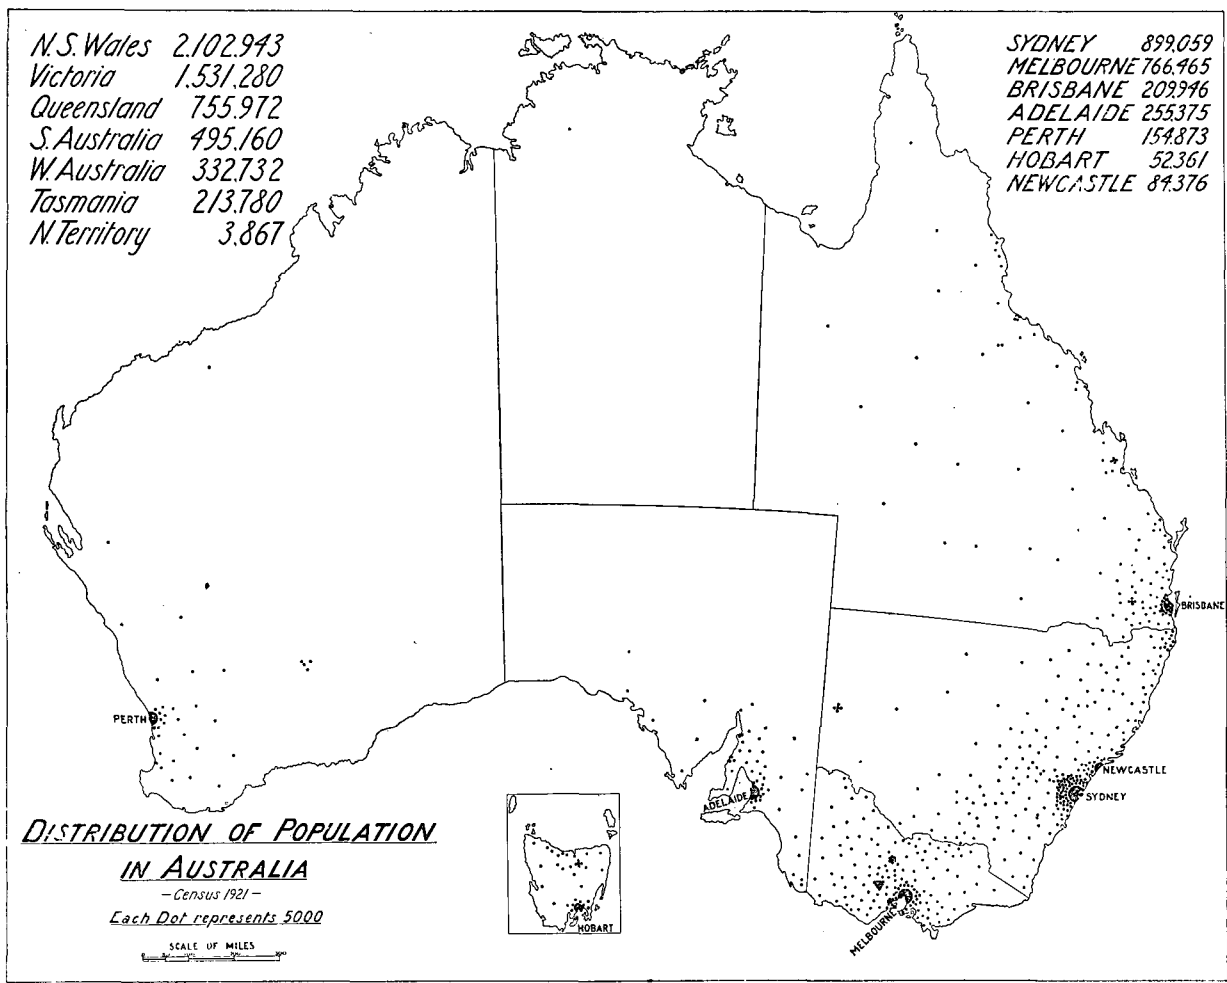 N.S.Wales 2.102.943
Victoria 1.531.280
Queensland 755.972
S.Australia 495.160
W.Australia 332.732
Tasmania 213.780
N.Territory 3.867
SYDNEY 899.059
MELBOURNE 766.465
BRISBANE 209.946
ADELAIDE 255.375
PERTH 154.873
HOBART 52.361
NEWCASTLE 84.376
BRISBANE
PERTH
NEWCASTLE
SYDNEY
ADELAIDE
MELBOURNE
HOBART
DISTRIBUTION OF POPULATION
IN AUSTRALIA
– Census 1921 –
Each Dot represents 5000
SCALE OF MILES